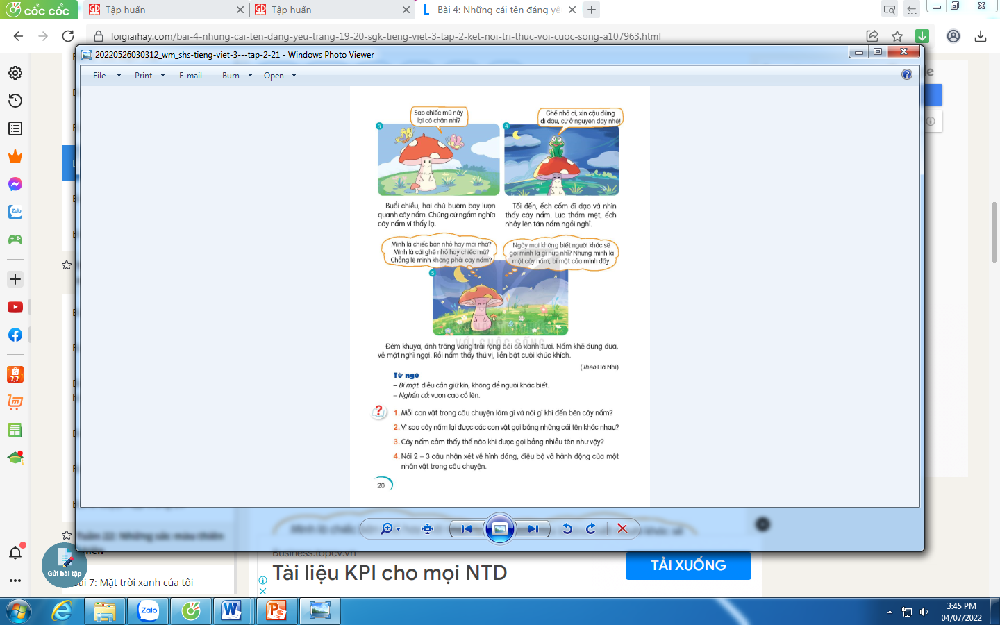 cốc cốc
Tập huấn
Tập huấn
Bài 4: Những cái tên đáng yê
loigiaihay.com/bai-4-nhung-cai-ten-dang-yeu-trang-19-20-sgk-tieng-viet-3-tap-2-ket-noi-tri-thuc-voi-cuoc-song-a107963.html
20220526030312_wm_shs-tieng-viet-3---tap-2-21 - Windows Photo Viewer
File Print E-mail Burn Open
Sao chiếc mũ này
lại có chân nhỉ?
Ghế nhỏ ơi, xin cậu đừng
đi đâu, cứ ở nguyên đây nhé!
3
4
Buổi chiều, hai chú bướm bay lượn
quanh cây nấm. Chúng cứ ngắm nghía
cây nấm vì thấy lạ.
Tối đến, ếch cốm đi dạo và nhìn
thấy cây nấm. Lúc thấm mệt, ếch
nhảy lên tán nấm ngồi nghỉ.
Mình là chiếc bàn nhỏ hay mái nhà?
Mình là cái ghế nhỏ hay chiếc mũ?
Chẳng lẽ mình không phải cây nấm?
Ngày mai không biết người khác sẽ
gọi mình là gì nữa nhỉ? Nhưng mình là
một cây nấm, bí mật của mình đấy.
5
VỚI CUỘC SỐNG
Đêm khuya, ánh trăng vàng trải rộng bãi cỏ xanh tươi. Nấm khẽ đung đưa,
vẻ mặt nghĩ ngợi. Rồi nấm thấy thú vị, liền bật cười khúc khích.
(Theo Hà Nhi)
Từ ngữ
– Bí mật: điều cần giữ kín, không để người khác biết.
– Nghển cổ: vươn cao cổ lên.
?
1. Mỗi con vật trong câu chuyện làm gì và nói gì khi đến bên cây nấm?
2. Vì sao cây nấm lại được các con vật gọi bằng những cái tên khác nhau?
3. Cây nấm cảm thấy thế nào khi được gọi bằng nhiều tên như vậy?
4. Nói 2 – 3 câu nhận xét về hình dáng, điệu bộ và hành động của một
nhân vật trong câu chuyện.
20
Zalo
7.7
Tuần 22: Những sắc màu thiên
Gửi bài tập
Bài 7: Mặt trời xanh của tôi
Business.topcv.vn
Tài liệu KPI cho mọi NTD
TẢI XUỐNG
Zalo
3:45 PM
04/07/2022